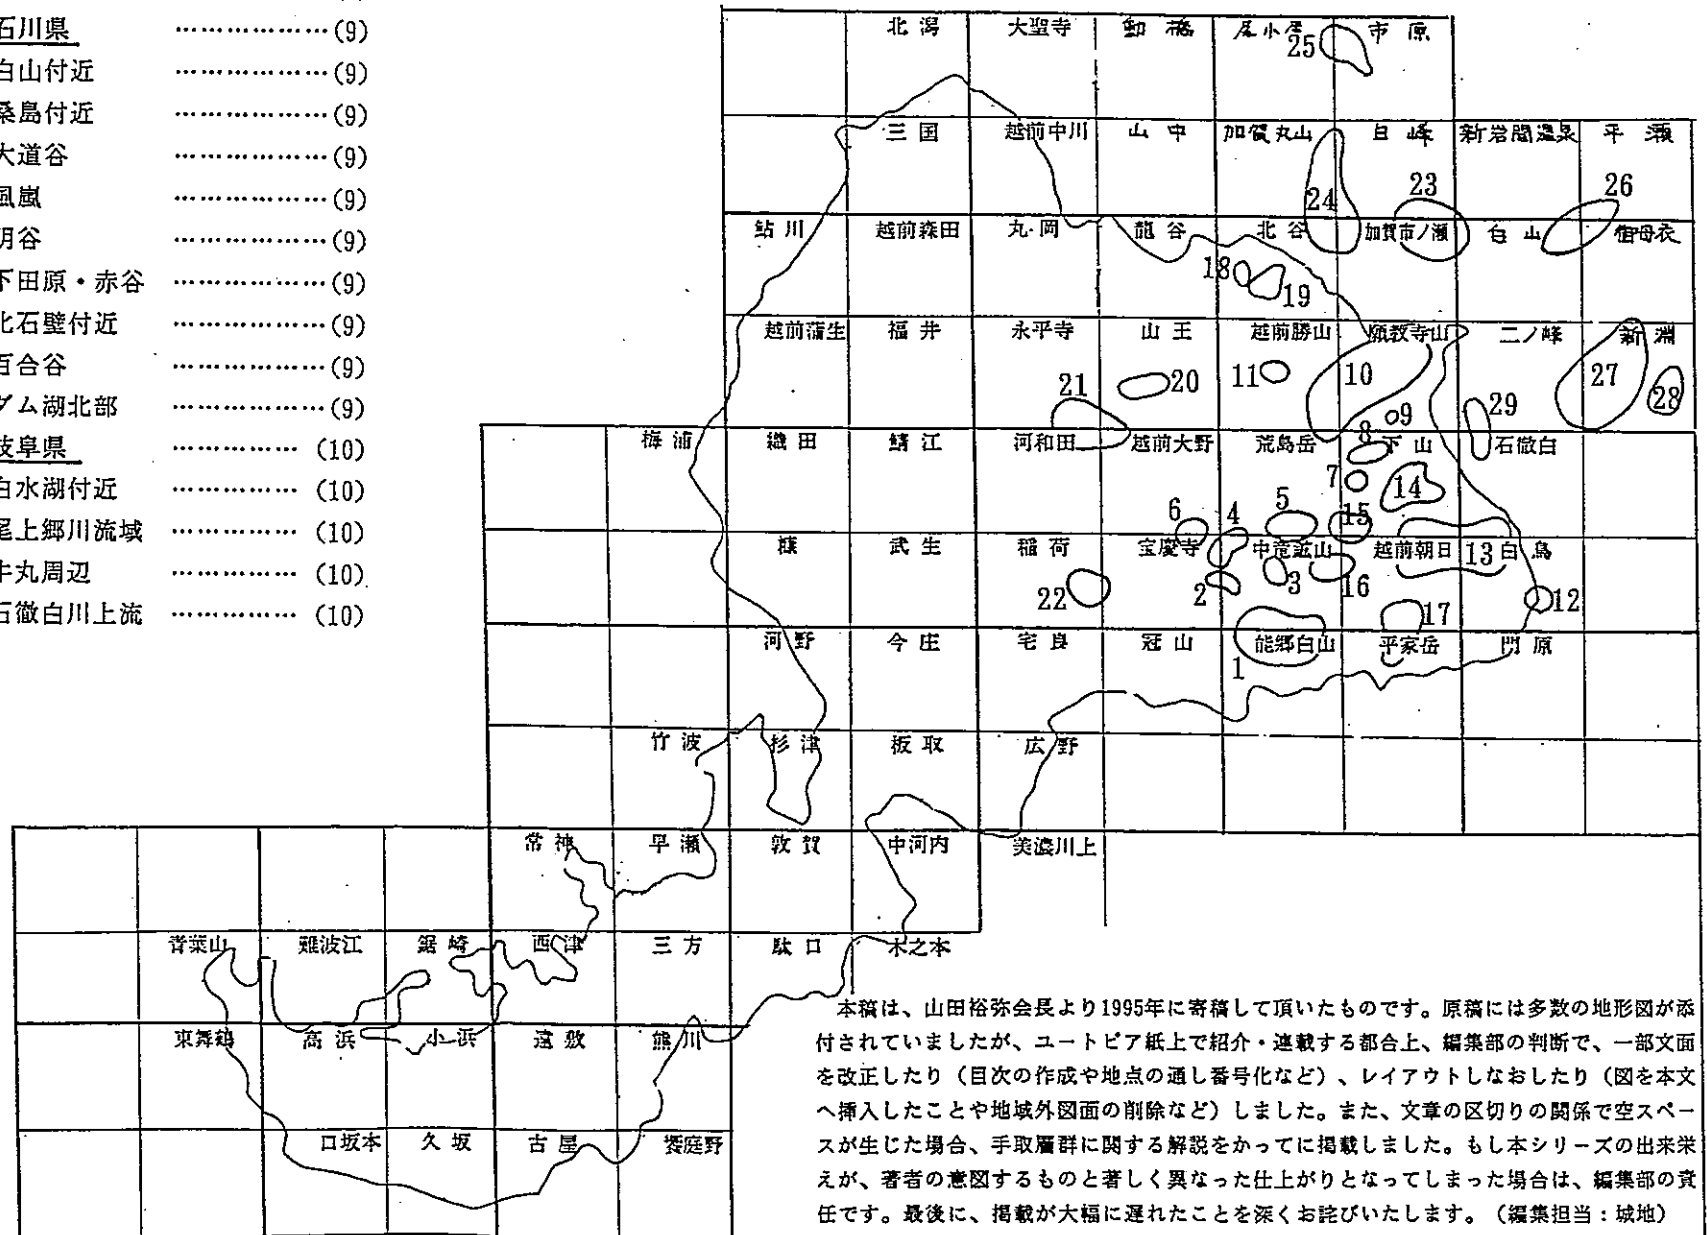 石川県 ……………(9)
白山付近 ……………(9)
桑島付近 ……………(9)
大道谷 ……………(9)
風嵐 ……………(9)
明谷 ……………(9)
下田原・赤谷 ……………(9)
北石壁付近 ……………(9)
百合谷 ……………(9)
ダム湖北部 ……………(9)
岐阜県 …………… (10)
白水湖付近 …………… (10)
尾上郷川流域 …………… (10)
牛丸周辺 …………… (10)
石徹白川上流 …………… (10)
北潟 大聖寺 動橋 尾小屋 市原
25
三国 越前中川 山中 加賀丸山 白峰 新岩間温泉 平瀬
24 23 26
鮎川 越前森田 丸岡 龍谷 北谷 加賀市ノ瀬 白山 御母衣
18 19
越前蒲生 福井 永平寺 山王 越前勝山 願教寺山 二ノ峰 新淵
21 20 11 10 9 29 27 28
梅浦 織田 鯖江 河和田 越前大野 荒島岳 下山 石徹白
8 7 14
6 4 5 15
糠 武生 稲荷 宝慶寺 中竜鉱山 越前朝日 13 白鳥
22 2 3 16 17 12
河野 今庄 宅良 冠山 能郷白山 平家岳 門原
1
竹波 杉津 板取 広野
常神 早瀬 敦賀 中河内 美濃川上
青葉山 難波江 鋸崎 西津 三方 駄口 木之本
東舞鶴 高浜 小浜 遠敷 熊川
口坂本 久坂 古屋 饗庭野
本稿は、山田裕弥会長より1995年に寄稿して頂いたものです。原稿には多数の地形図が添
付されていましたが、ユートピア紙上で紹介・連載する都合上、編集部の判断で、一部文面
を改正したり（目次の作成や地点の通し番号化など）、レイアウトしなおしたり（図を本文
へ挿入したことや地域外図面の削除など）しました。また、文章の区切りの関係で空スペー
スが生じた場合、手取層群に関する解説をかってに掲載しました。もし本シリーズの出来栄
えが、著者の意図するものと著しく異なった仕上がりとなってしまった場合は、編集部の責
任です。最後に、掲載が大幅に遅れたことを深くお詫びいたします。（編集担当：城地）